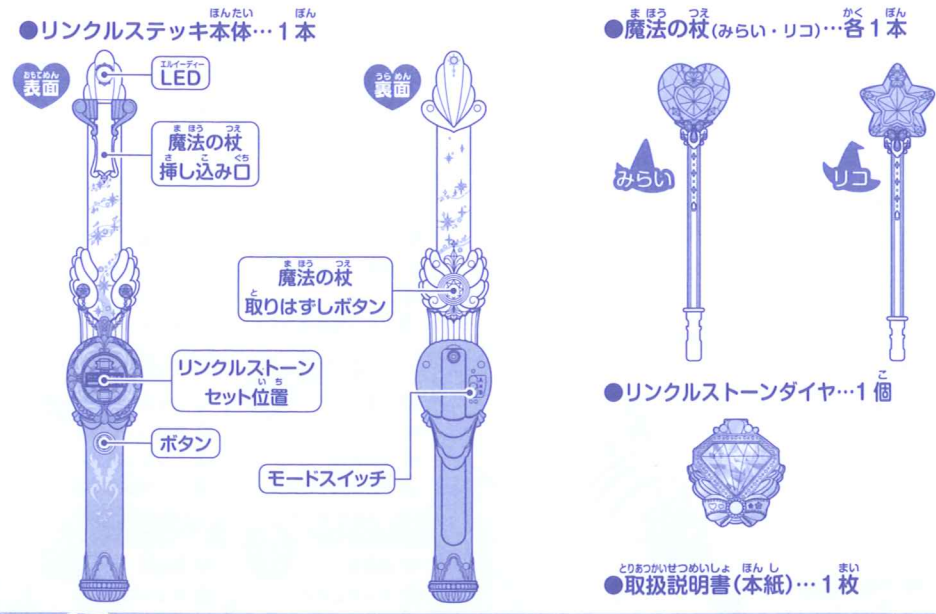 ●リンクルステッキ本体…1本
表面
LED
魔法の杖
挿し込み口
リンクルストーン
セット位置
ボタン
裏面
魔法の杖
取りはずしボタン
モードスイッチ
●魔法の杖(みらい・リコ)…各1本
みらい
リコ
●リンクルストーンダイヤ…1個
●取扱説明書(本紙)…1枚